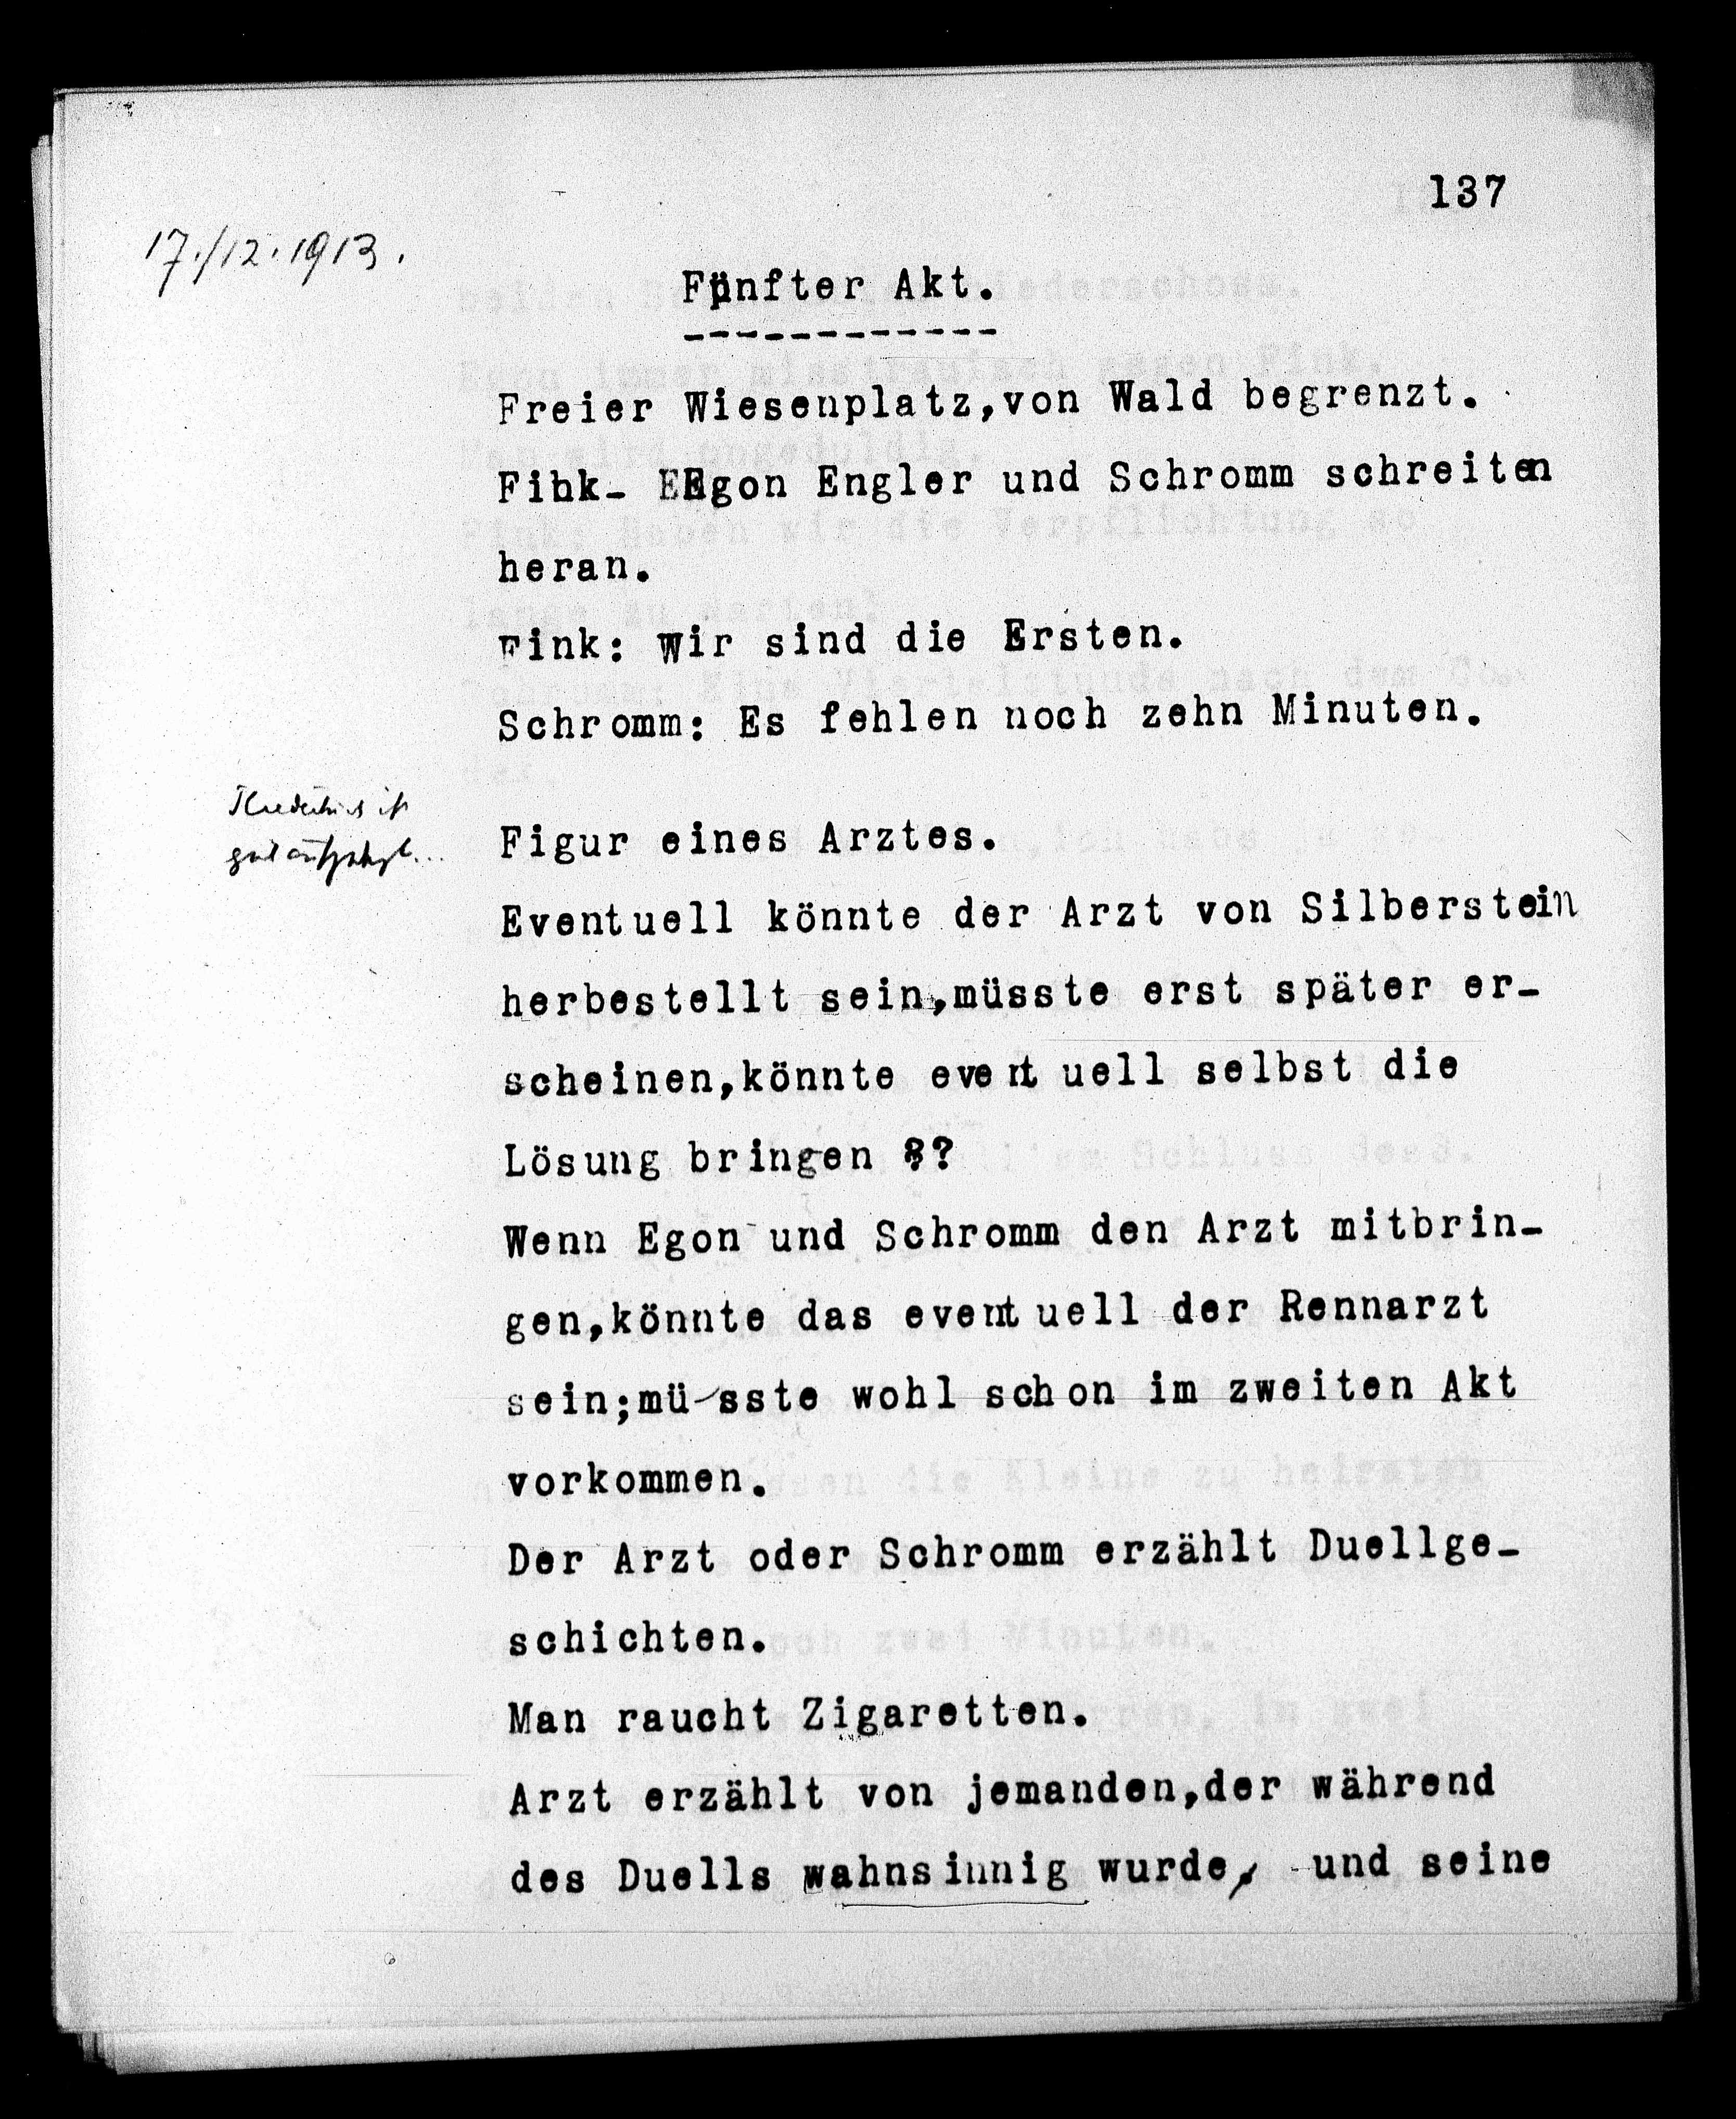 137
17./12.1913.
Fünfter Akt.
------------
Freier Wiesenplatz,von Wald begrenzt.
Fink- EEgon Engler und Schromm schreiten
heran.
Fink: Wir sind die Ersten.
Schromm: Es fehlen noch zehn Minuten.
ist
Figur eines Arztes.
Eventuell könnte der Arzt von Silberstein
herbestellt sein,müsste erst später er-
scheinen,könnte eventuell selbst die
Lösung bringen ??
Wenn Egon und Schromm den Arzt mitbrin-
gen,könnte das eventuell der Rennarzt
sein;müsste wohl schon im zweiten Akt
vorkommen.
Der Arzt oder Schromm erzählt Duellge-
schichten.
Man raucht Zigaretten.
Arzt erzählt von jemanden,der während
des Duells wahnsinnig wurde, und seine